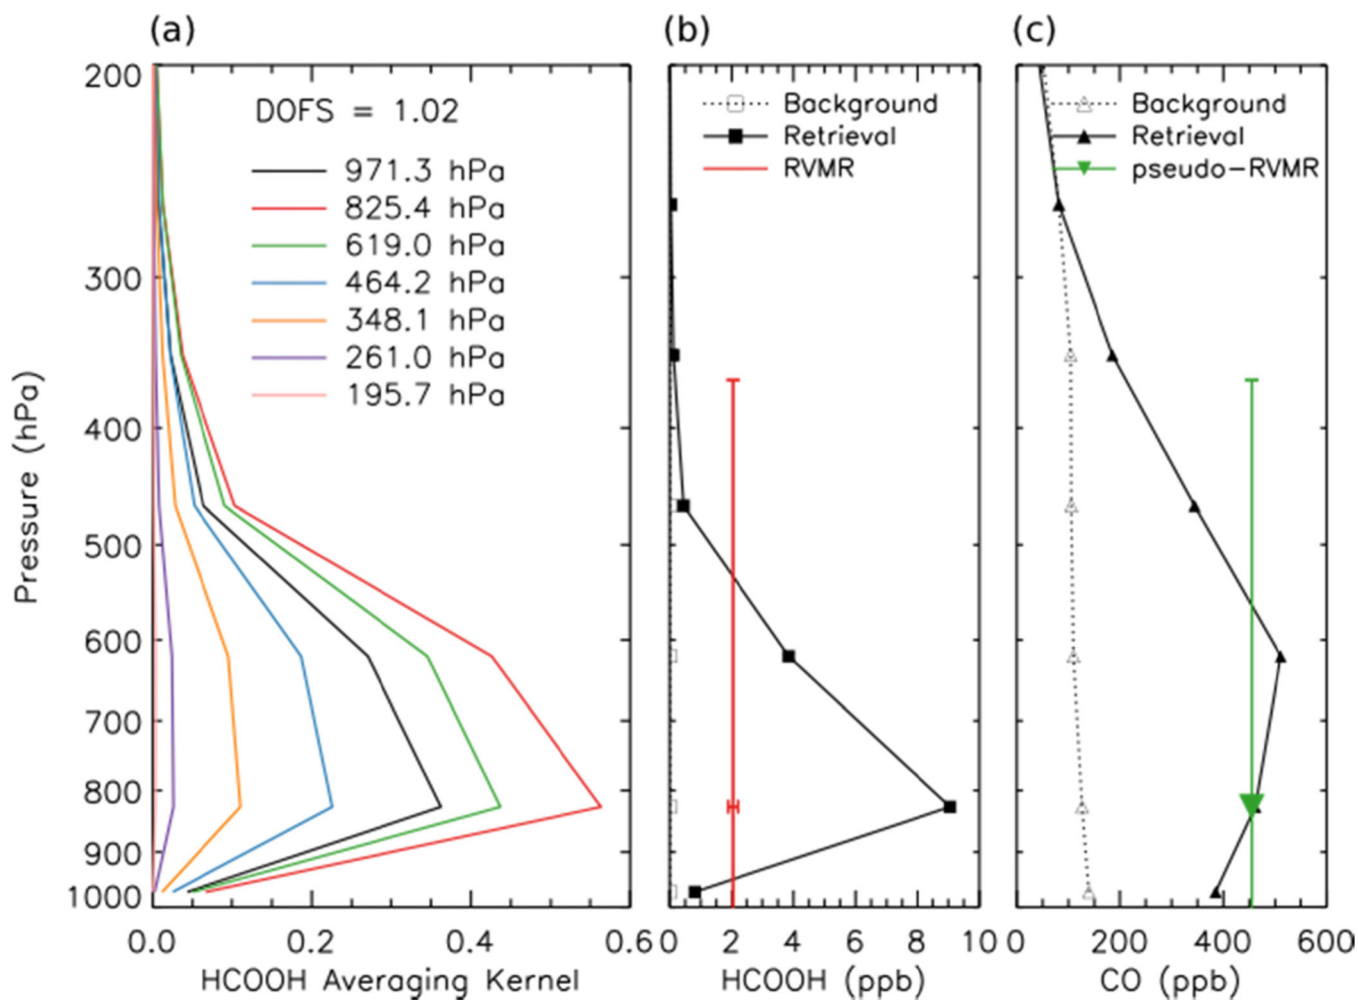 (a)
(b)
(c)
DOFS = 1.02
971.3 hPa
825.4 hPa
619.0 hPa
464.2 hPa
348.1 hPa
261.0 hPa
195.7 hPa
Background
Retrieval
RVMR
Background
Retrieval
pseudo-RVMR
Pressure (hPa)
200
300
400
500
600
700
800
900
1000
0.0 0.2 0.4 0.6
0 2 4 6 8 10
0 200 400 600
HCOOH Averaging Kernel
HCOOH (ppb)
CO (ppb)